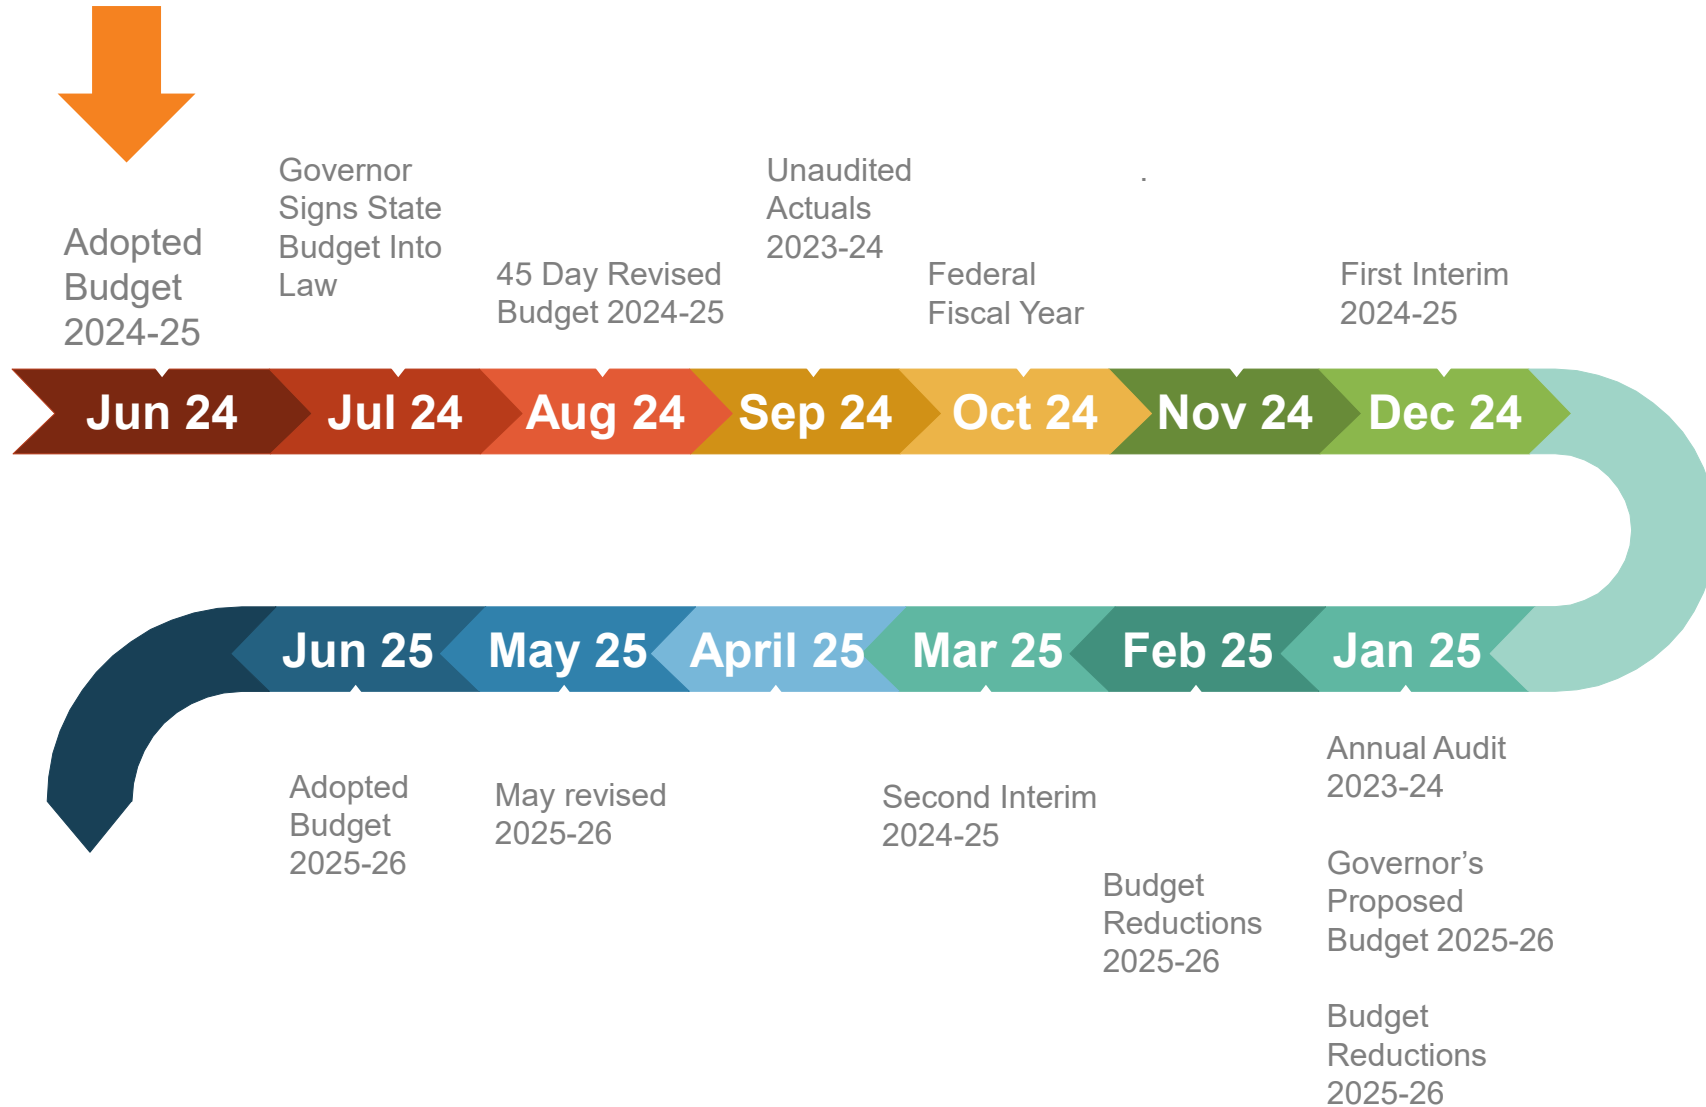 Adopted
Budget
2024-25
Governor
Signs State
Budget Into
Law
45 Day Revised
Budget 2024-25
Unaudited
Actuals
2023-24
Federal
Fiscal Year
.
First Interim
2024-25
Jun 24
Jul 24
Aug 24
Sep 24
Oct 24
Nov 24
Dec 24
Jun 25
May 25
April 25
Mar 25
Feb 25
Jan 25
Adopted
Budget
2025-26
May revised
2025-26
Second Interim
2024-25
Budget
Reductions
2025-26
Annual Audit
2023-24
Governor’s
Proposed
Budget 2025-26
Budget
Reductions
2025-26